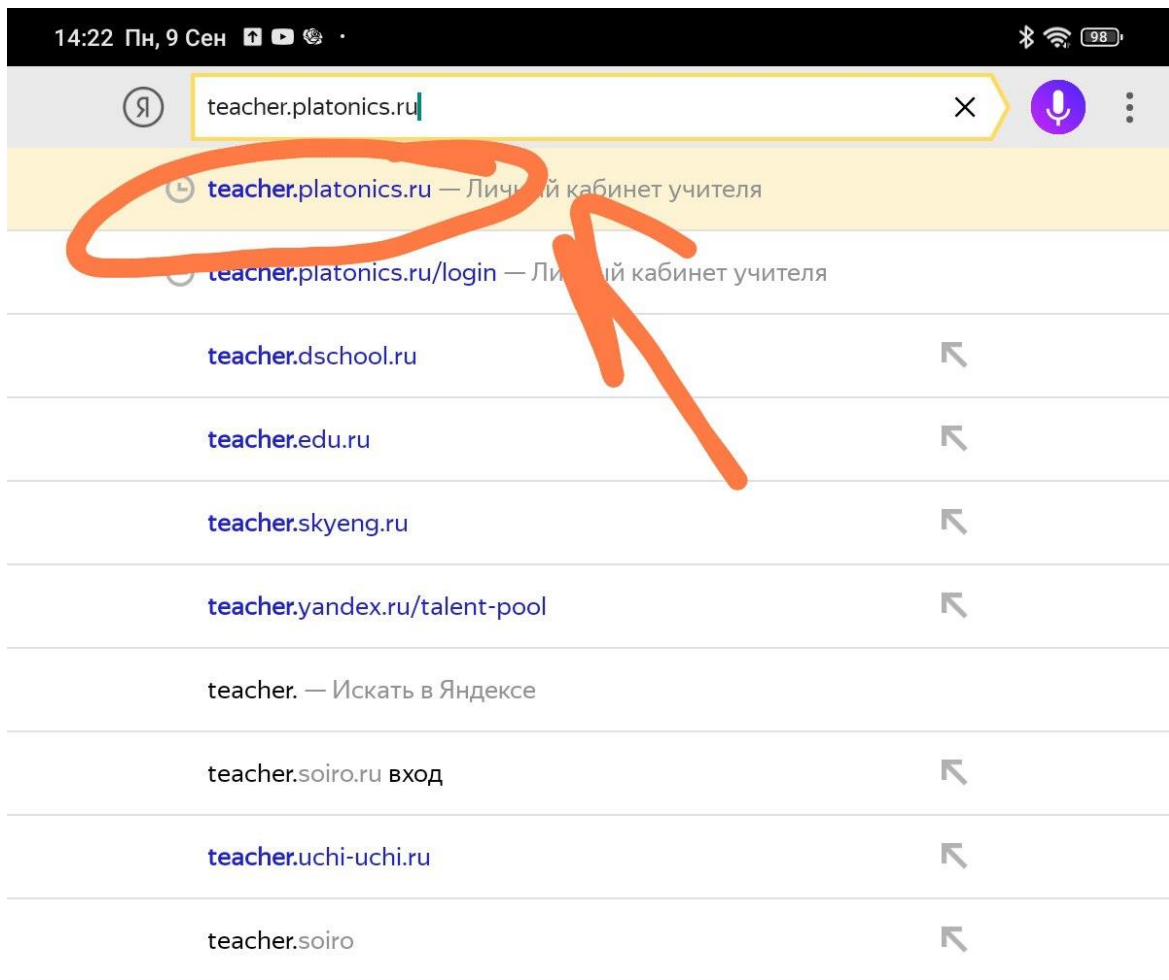 14:22 Пн, 9 Сен 98
Я teacher.platonics.ru
teacher.platonics.ru — Личный кабинет учителя
teacher.platonics.ru/login — Личный кабинет учителя
teacher.dschool.ru
teacher.edu.ru
teacher.skyeng.ru
teacher.yandex.ru/talent-pool
teacher. — Искать в Яндексе
teacher.soiro.ru вход
teacher.uchi-uchi.ru
teacher.soiro